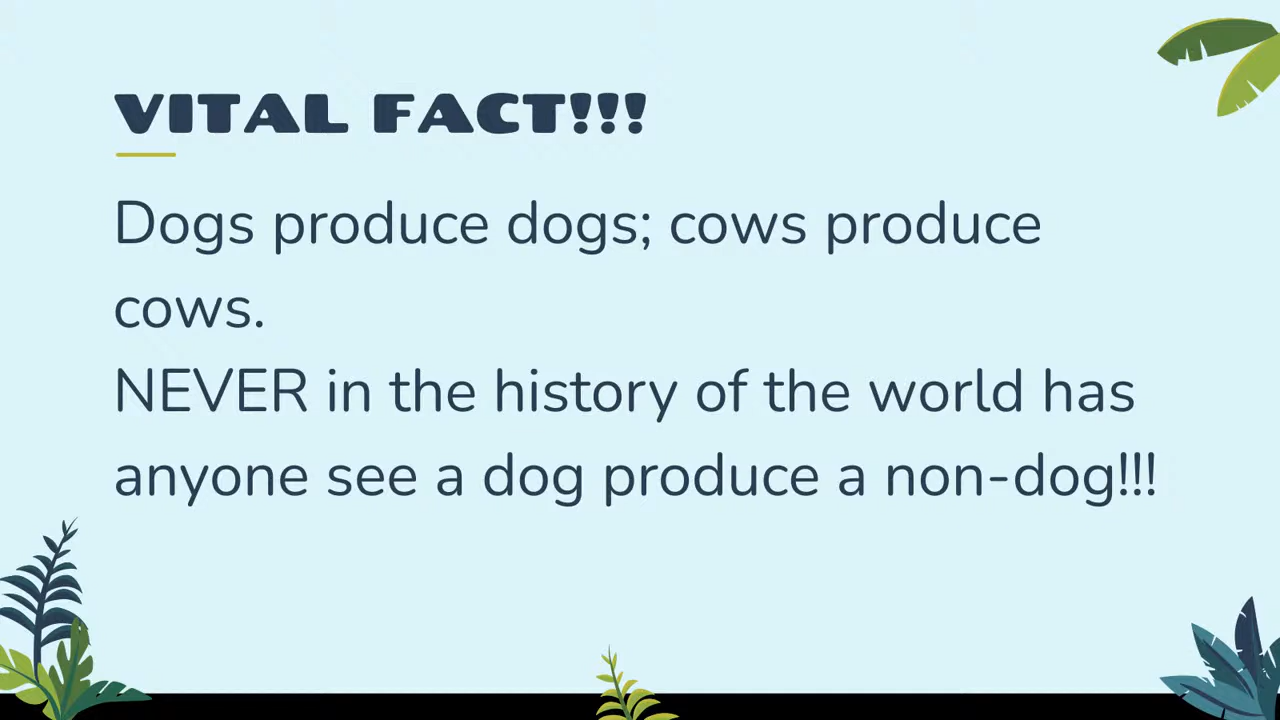 VITAL FACT!!!
Dogs produce dogs; cows produce
cows.
NEVER in the history of the world has
anyone see a dog produce a non-dog!!!